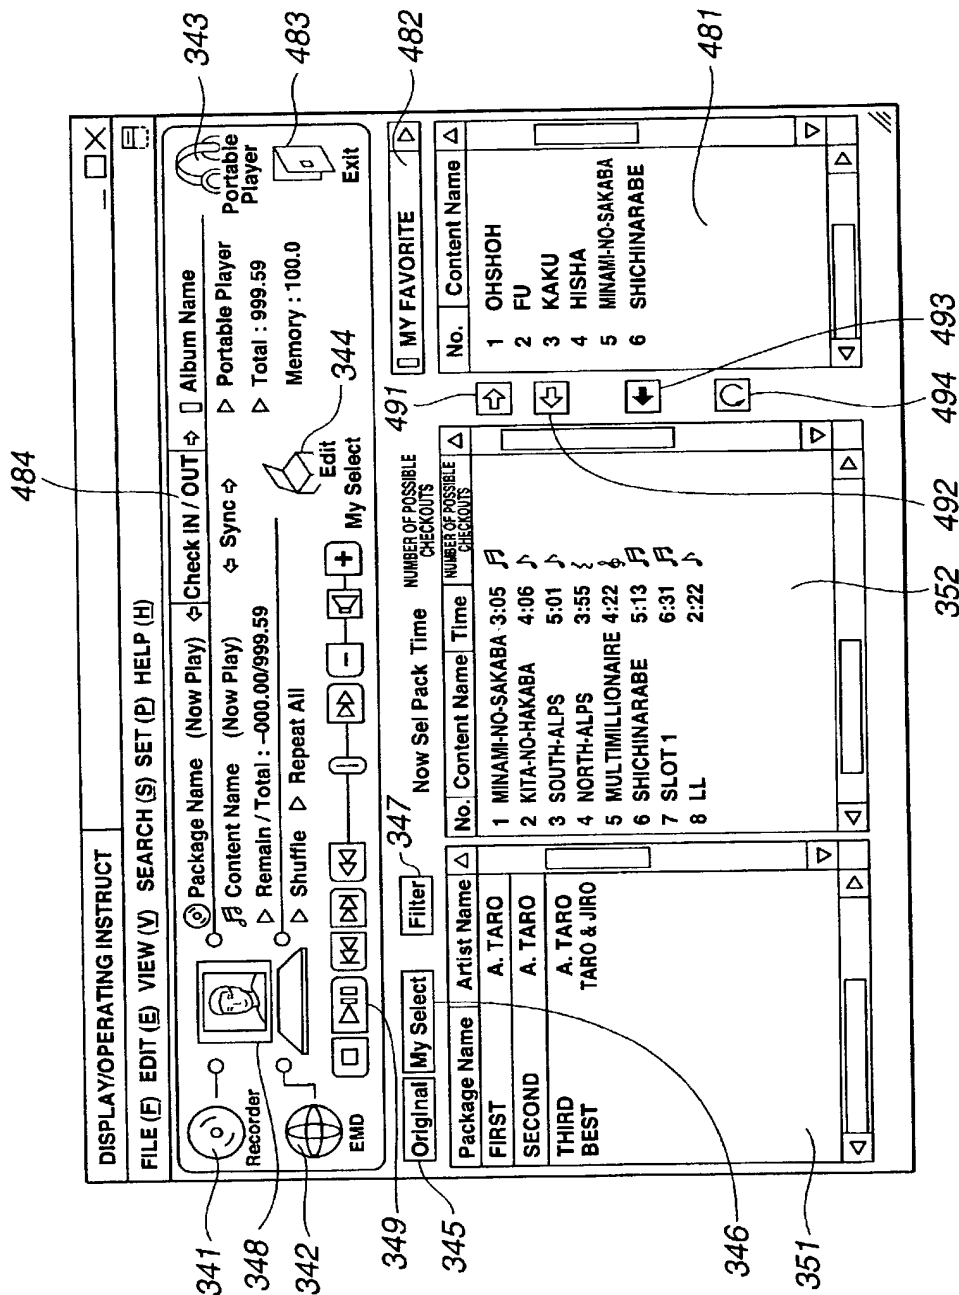 DISPLAY/OPERATING INSTRUCT
FILE (F) EDIT (E) VIEW (V) SEARCH (S) SET (P) HELP (H)
484
343
483
482
481
341
348
342
349
345
346
351
347
344
491
492
493
494
352
Recorder
EMD
Package Name (Now Play)
Check IN / OUT
Album Name
Content Name (Now Play)
Sync
Portable Player
Remain / Total : -000.00/999.59
Total : 999.59
Shuffle Repeat All
Memory : 100.0
Portable Player
Exit
Edit
My Select
Original My Select Filter
Now Sel Pack Time NUMBER OF POSSIBLE CHECKOUTS
MY FAVORITE
Package Name Artist Name
FIRST A. TARO
SECOND A. TARO
THIRD A. TARO
BEST TARO & JIRO
No. Content Name Time NUMBER OF POSSIBLE CHECKOUTS
1 MINAMI-NO-SAKABA 3:05
2 KITA-NO-HAKABA 4:06
3 SOUTH-ALPS 5:01
4 NORTH-ALPS 3:55
5 MULTIMILLIONAIRE 4:22
6 SHICHINARABE 5:13
7 SLOT 1 6:31
8 LL 2:22
No. Content Name
1 OHSHOH
2 FU
3 KAKU
4 HISHA
5 MINAMI-NO-SAKABA
6 SHICHINARABE